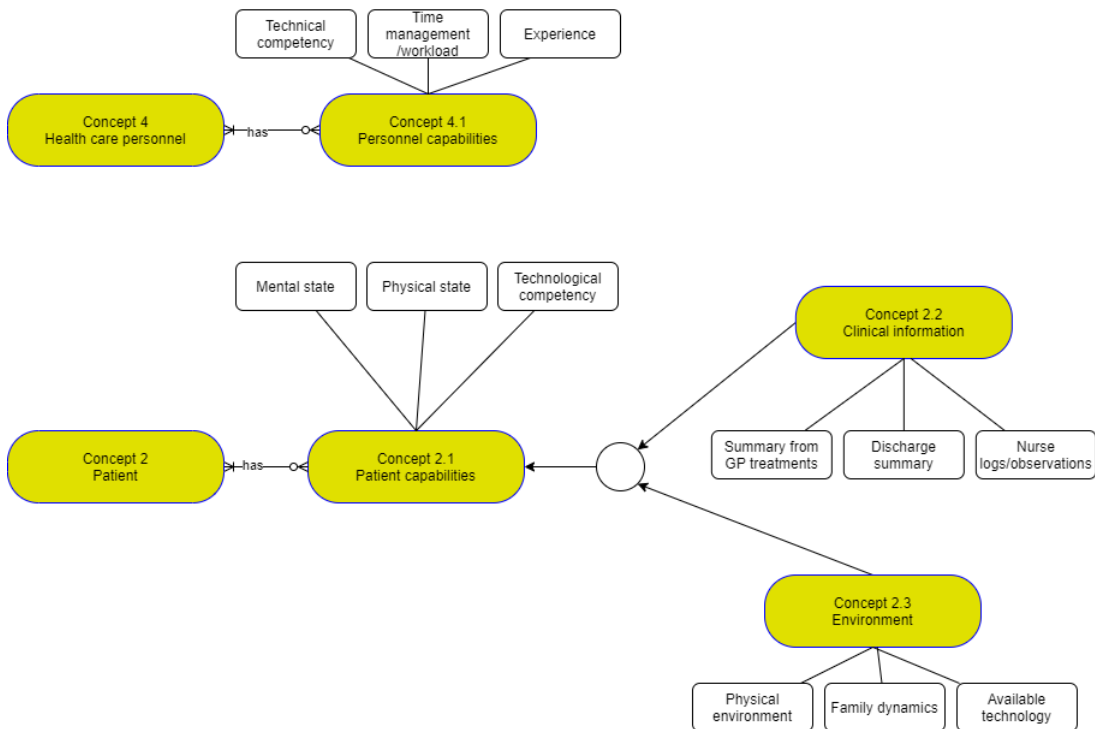 Technical
competency
Time
management
/workload
Experience
Concept 4
Health care personnel
has
Concept 4.1
Personnel capabilities
Mental state
Physical state
Technological
competency
Concept 2.2
Clinical information
Summary from
GP treatments
Discharge
summary
Nurse
logs/observations
Concept 2
Patient
has
Concept 2.1
Patient capabilities
Concept 2.3
Environment
Physical
environment
Family dynamics
Available
technology